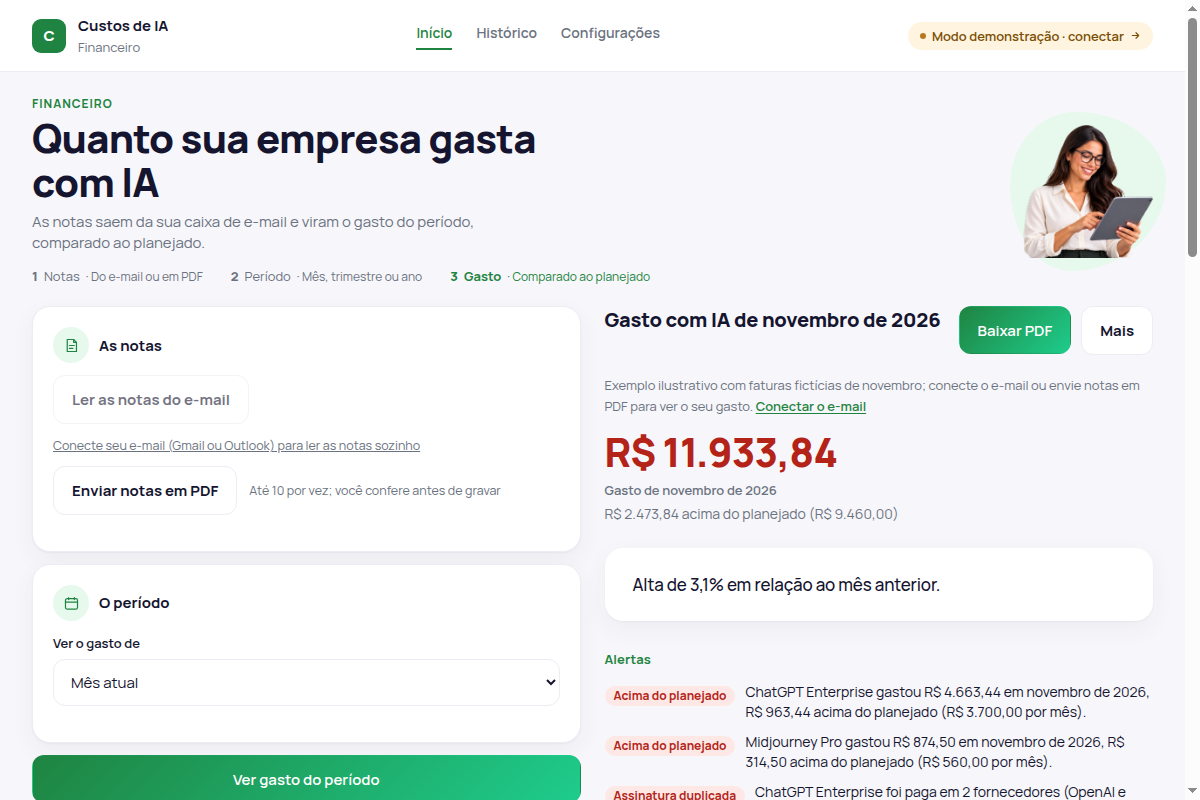 C
Custos de IA
Financeiro
Início
Histórico
Configurações
Modo demonstração · conectar →
FINANCEIRO
Quanto sua empresa gasta
com IA
As notas saem da sua caixa de e-mail e viram o gasto do período,
comparado ao planejado.
1 Notas · Do e-mail ou em PDF
2 Período · Mês, trimestre ou ano
3 Gasto · Comparado ao planejado
As notas
Ler as notas do e-mail
Conecte seu e-mail (Gmail ou Outlook) para ler as notas sozinho
Enviar notas em PDF
Até 10 por vez; você confere antes de gravar
O período
Ver o gasto de
Mês atual
Ver gasto do período
Gasto com IA de novembro de 2026
Baixar PDF
Mais
Exemplo ilustrativo com faturas fictícias de novembro; conecte o e-mail ou envie notas em
PDF para ver o seu gasto. Conectar o e-mail
R$ 11.933,84
Gasto de novembro de 2026
R$ 2.473,84 acima do planejado (R$ 9.460,00)
Alta de 3,1% em relação ao mês anterior.
Alertas
Acima do planejado
ChatGPT Enterprise gastou R$ 4.663,44 em novembro de 2026,
R$ 963,44 acima do planejado (R$ 3.700,00 por mês).
Acima do planejado
Midjourney Pro gastou R$ 874,50 em novembro de 2026, R$
314,50 acima do planejado (R$ 560,00 por mês).
Assinatura duplicada
ChatGPT Enterprise foi paga em 2 fornecedores (OpenAI e